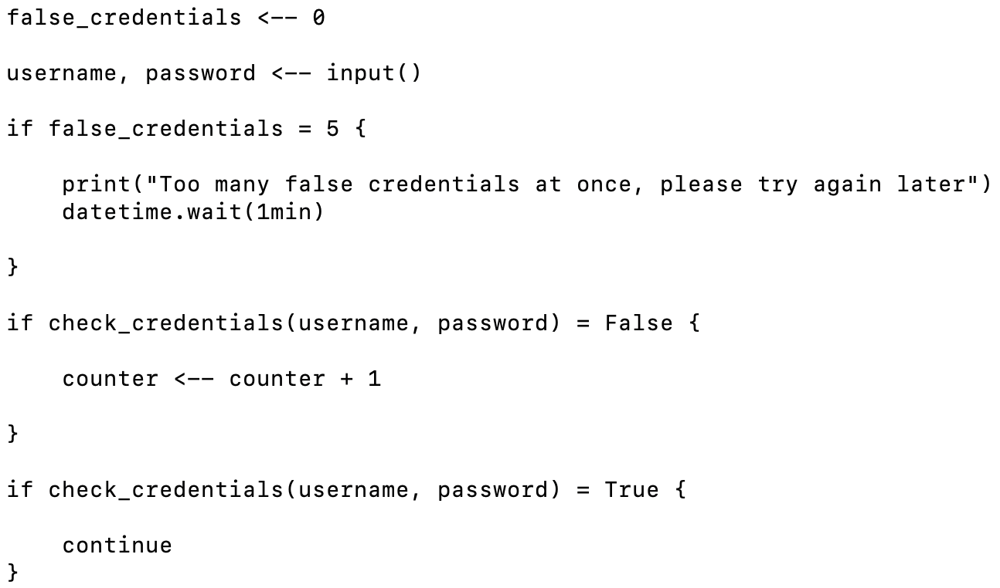 false_credentials <-- 0
username, password <-- input()
if false_credentials = 5 {
    print("Too many false credentials at once, please try again later")
    datetime.wait(1min)
}
if check_credentials(username, password) = False {
    counter <-- counter + 1
}
if check_credentials(username, password) = True {
    continue
}